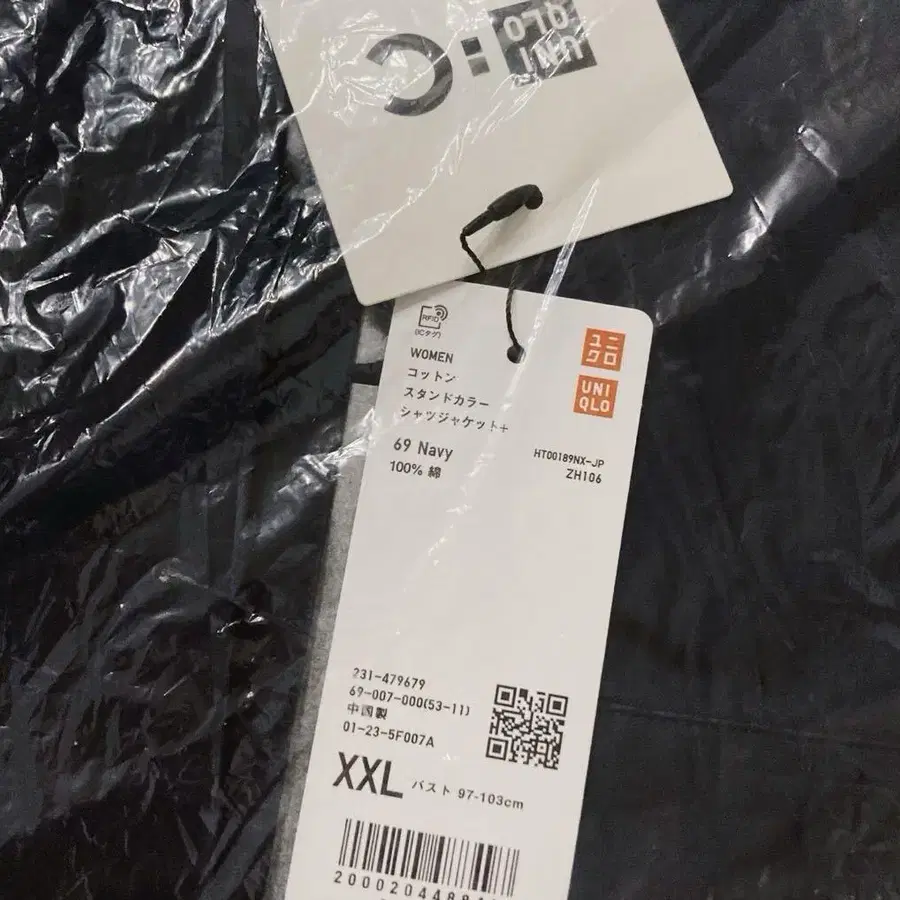 UNI
QLO
: C
RFID
(ICタグ)
WOMEN
コットン
スタンドカラー
シャツジャケット+
69 Navy
100% 綿
ユニ
クロ
UNI
QLO
HT00189NX-JP
ZH106
231-479679
69-007-000(53-11)
中国製
01-23-5F007A
XXL バスト 97-103cm
200020448